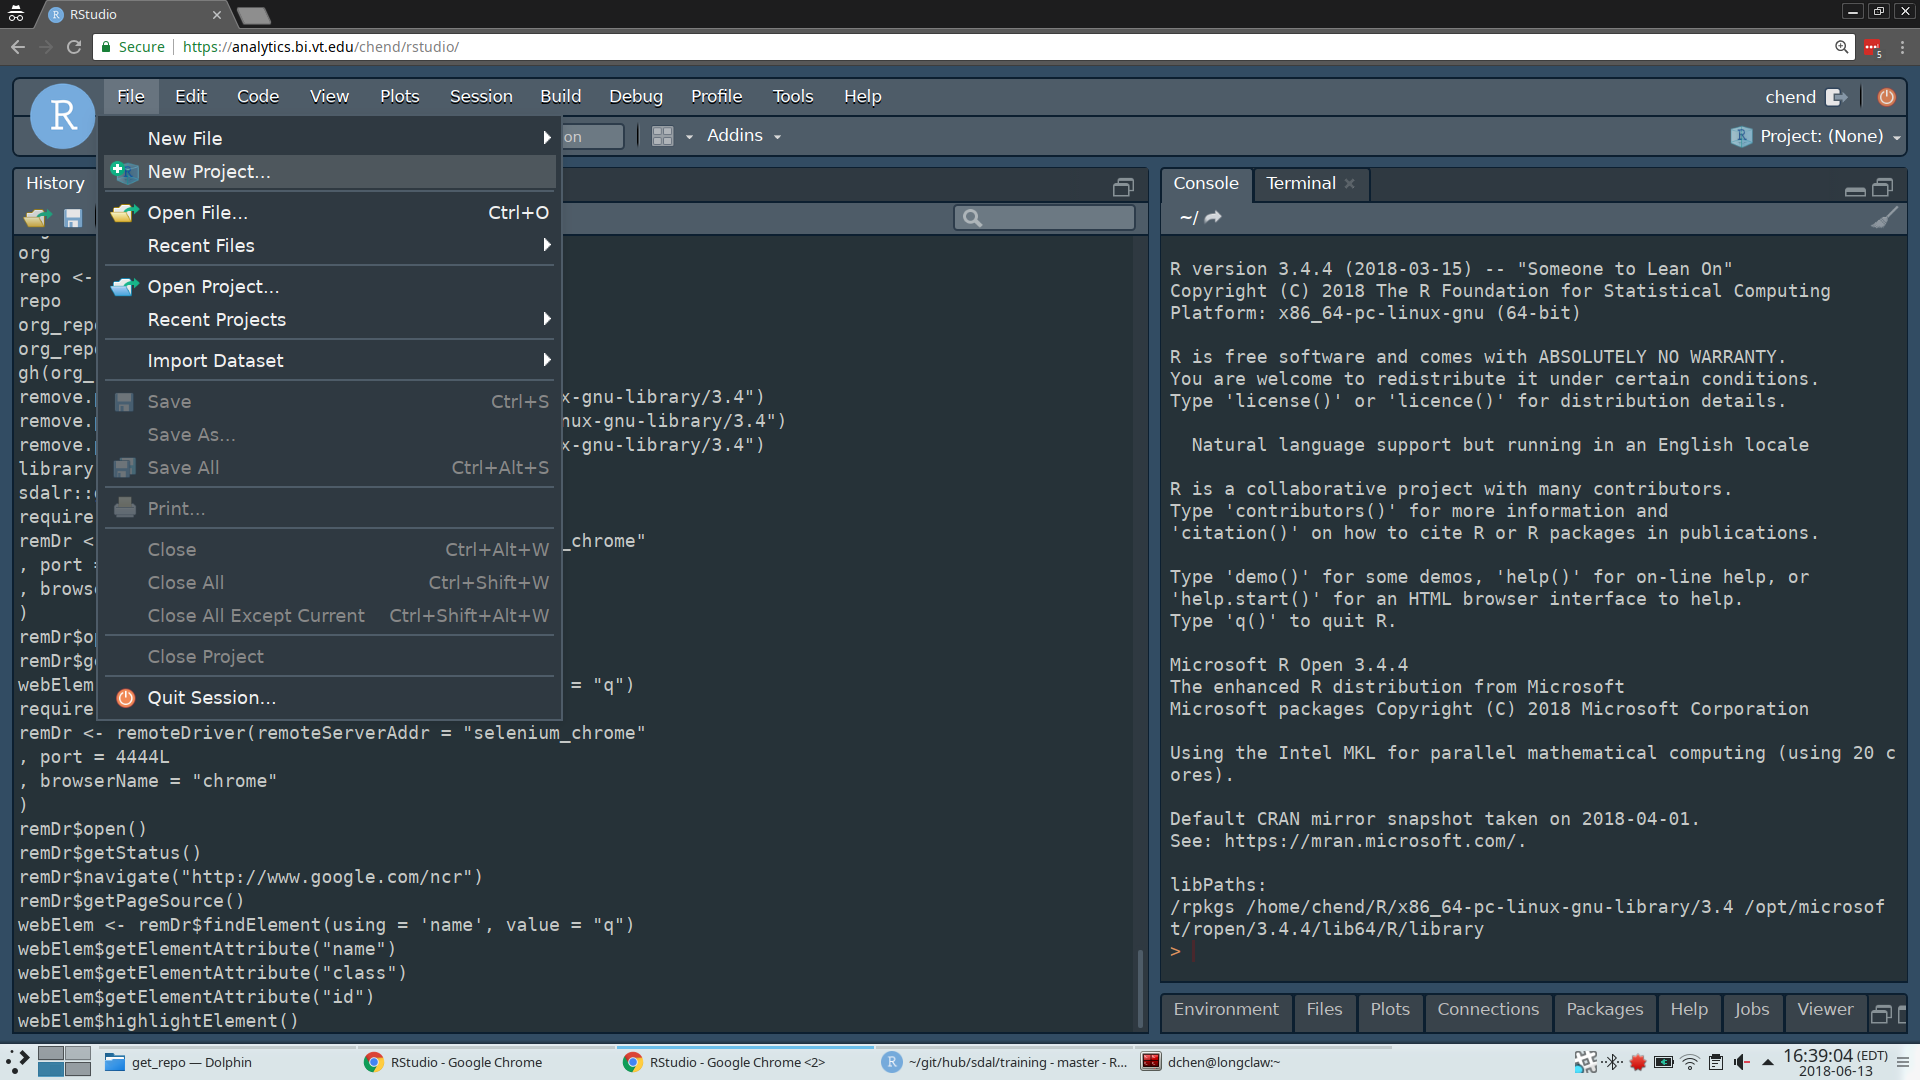 RStudio
Secure https://analytics.bi.vt.edu/chend/rstudio/
5
R
File Edit Code View Plots Session Build Debug Profile Tools Help
chend
on
Addins
Project: (None)
New File
New Project...
Open File... Ctrl+O
Recent Files
Open Project...
Recent Projects
Import Dataset
Save Ctrl+S
Save As...
Save All Ctrl+Alt+S
Print...
Close Ctrl+Alt+W
Close All Ctrl+Shift+W
Close All Except Current Ctrl+Shift+Alt+W
Close Project
Quit Session...
History
org
repo <-
repo
org_rep
org_rep
gh(org_
remove. x-gnu-library/3.4")
remove. nux-gnu-library/3.4")
remove. x-gnu-library/3.4")
library
sdalr::
require
remDr < _chrome"
, port =
, brows
)
remDr$o
remDr$g
webElem = "q")
require
remDr <- remoteDriver(remoteServerAddr = "selenium_chrome"
, port = 4444L
, browserName = "chrome"
)
remDr$open()
remDr$getStatus()
remDr$navigate("http://www.google.com/ncr")
remDr$getPageSource()
webElem <- remDr$findElement(using = 'name', value = "q")
webElem$getElementAttribute("name")
webElem$getElementAttribute("class")
webElem$getElementAttribute("id")
webElem$highlightElement()
Console Terminal
~/
R version 3.4.4 (2018-03-15) -- "Someone to Lean On"
Copyright (C) 2018 The R Foundation for Statistical Computing
Platform: x86_64-pc-linux-gnu (64-bit)
R is free software and comes with ABSOLUTELY NO WARRANTY.
You are welcome to redistribute it under certain conditions.
Type 'license()' or 'licence()' for distribution details.
Natural language support but running in an English locale
R is a collaborative project with many contributors.
Type 'contributors()' for more information and
'citation()' on how to cite R or R packages in publications.
Type 'demo()' for some demos, 'help()' for on-line help, or
'help.start()' for an HTML browser interface to help.
Type 'q()' to quit R.
Microsoft R Open 3.4.4
The enhanced R distribution from Microsoft
Microsoft packages Copyright (C) 2018 Microsoft Corporation
Using the Intel MKL for parallel mathematical computing (using 20 c
ores).
Default CRAN mirror snapshot taken on 2018-04-01.
See: https://mran.microsoft.com/.
libPaths:
/rpkgs /home/chend/R/x86_64-pc-linux-gnu-library/3.4 /opt/microsof
t/ropen/3.4.4/lib64/R/library
>
Environment Files Plots Connections Packages Help Jobs Viewer
get_repo — Dolphin
RStudio - Google Chrome
RStudio - Google Chrome <2>
~/git/hub/sdal/training - master - R...
dchen@longclaw:~
16:39:04 (EDT)
2018-06-13